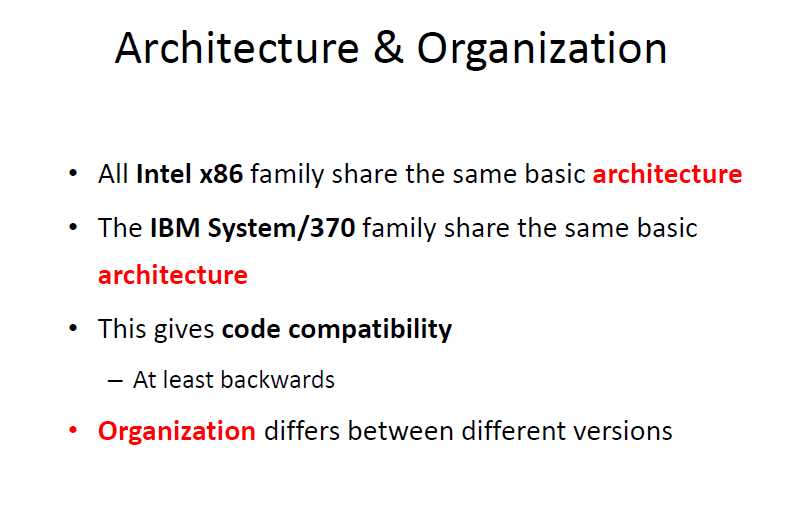 Architecture & Organization
• All Intel x86 family share the same basic architecture
• The IBM System/370 family share the same basic
architecture
• This gives code compatibility
– At least backwards
• Organization differs between different versions